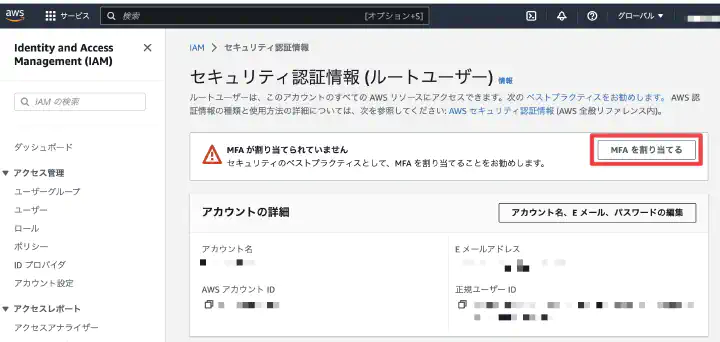 aws
サービス
検索
[オプション+S]
グローバル ▼
Identity and Access
Management (IAM)
IAM の検索
ダッシュボード
▼ アクセス管理
ユーザーグループ
ユーザー
ロール
ポリシー
ID プロバイダ
アカウント設定
▼ アクセスレポート
アクセスアナライザー
IAM > セキュリティ認証情報
セキュリティ認証情報 (ルートユーザー) 情報
ルートユーザーは、このアカウントのすべての AWS リソースにアクセスできます。次の ベストプラクティスをお勧めします。 AWS 認
証情報の種類と使用方法の詳細については、次を参照してください: AWS セキュリティ認証情報 (AWS 全般リファレンス内)。
MFA が割り当てられていません
セキュリティのベストプラクティスとして、MFA を割り当てることをお勧めします。
MFA を割り当てる
アカウントの詳細
アカウント名、E メール、パスワードの編集
アカウント名
E メールアドレス
AWS アカウント ID
正規ユーザー ID